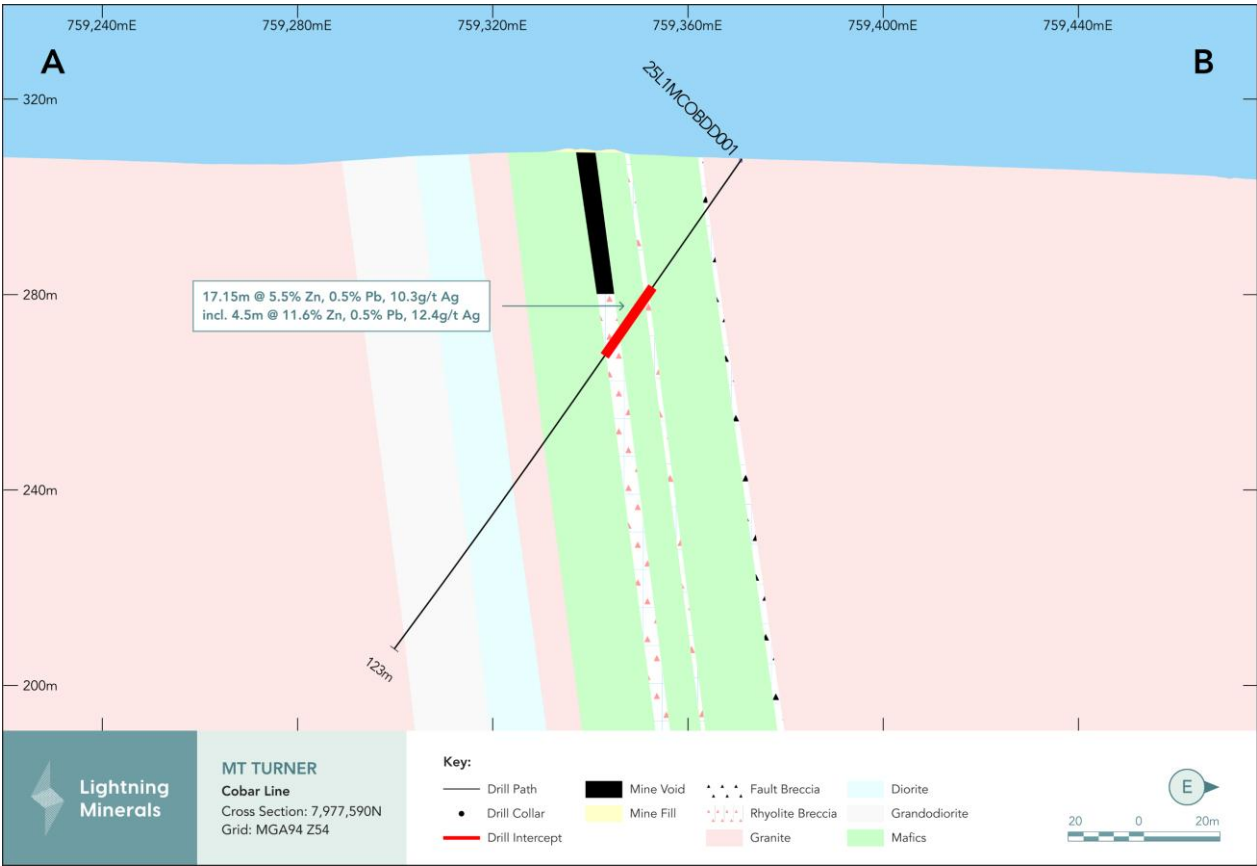 759,240mE
759,280mE
759,320mE
759,360mE
759,400mE
759,440mE
A
B
320m
25L1MCOBDD001
280m
17.15m @ 5.5% Zn, 0.5% Pb, 10.3g/t Ag
incl. 4.5m @ 11.6% Zn, 0.5% Pb, 12.4g/t Ag
240m
123m
200m
Lightning
Minerals
MT TURNER
Cobar Line
Cross Section: 7,977,590N
Grid: MGA94 Z54
Key:
Drill Path
Drill Collar
Drill Intercept
Mine Void
Mine Fill
Fault Breccia
Rhyolite Breccia
Granite
Diorite
Grandodiorite
Mafics
E
20
0
20m